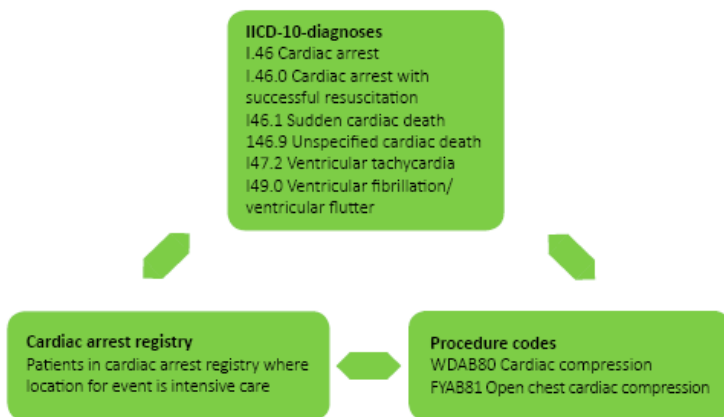 IICD-10-diagnoses
I.46 Cardiac arrest
I.46.0 Cardiac arrest with
successful resuscitation
I46.1 Sudden cardiac death
146.9 Unspecified cardiac death
I47.2 Ventricular tachycardia
I49.0 Ventricular fibrillation/
ventricular flutter
Cardiac arrest registry
Patients in cardiac arrest registry where
location for event is intensive care
Procedure codes
WDAB80 Cardiac compression
FYAB81 Open chest cardiac compression